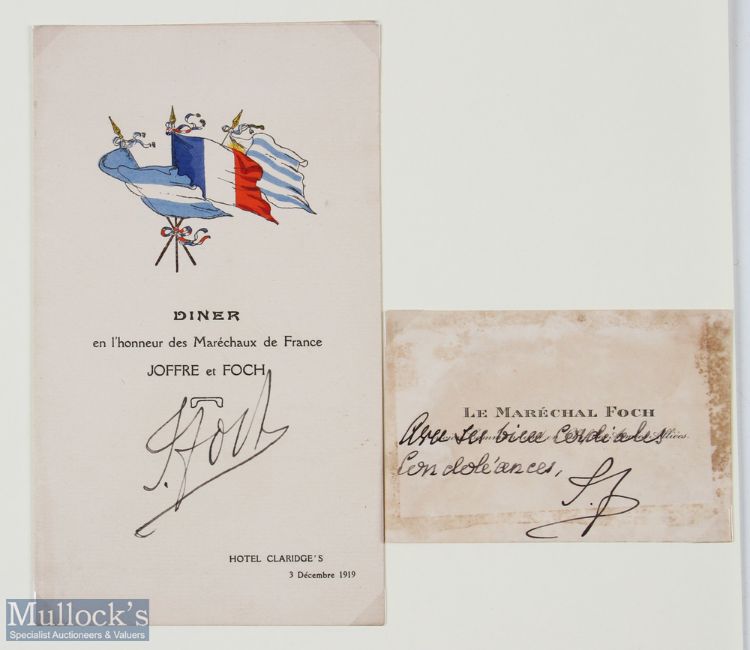 DINER
en l'honneur des Maréchaux de France
JOFFRE et FOCH
F. Foch
HOTEL CLARIDGE'S
3 Décembre 1919
LE MARÉCHAL FOCH
Avec ses bien cordiales
condoléances,
F. f
Mullock's
Specialist Auctioneers & Valuers